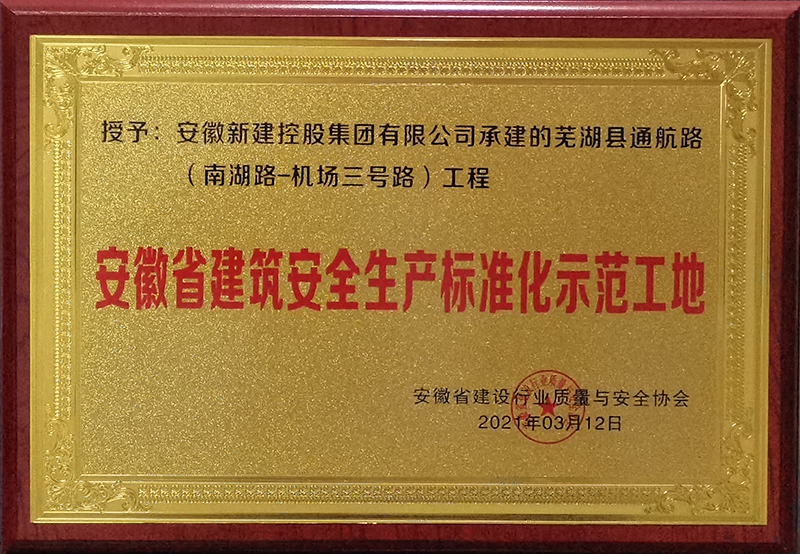 授予：安徽新建控股集团有限公司承建的芜湖县通航路
（南湖路-机场三号路）工程
安徽省建筑安全生产标准化示范工地
安徽省建设行业质量与安全协会
2021年03月12日